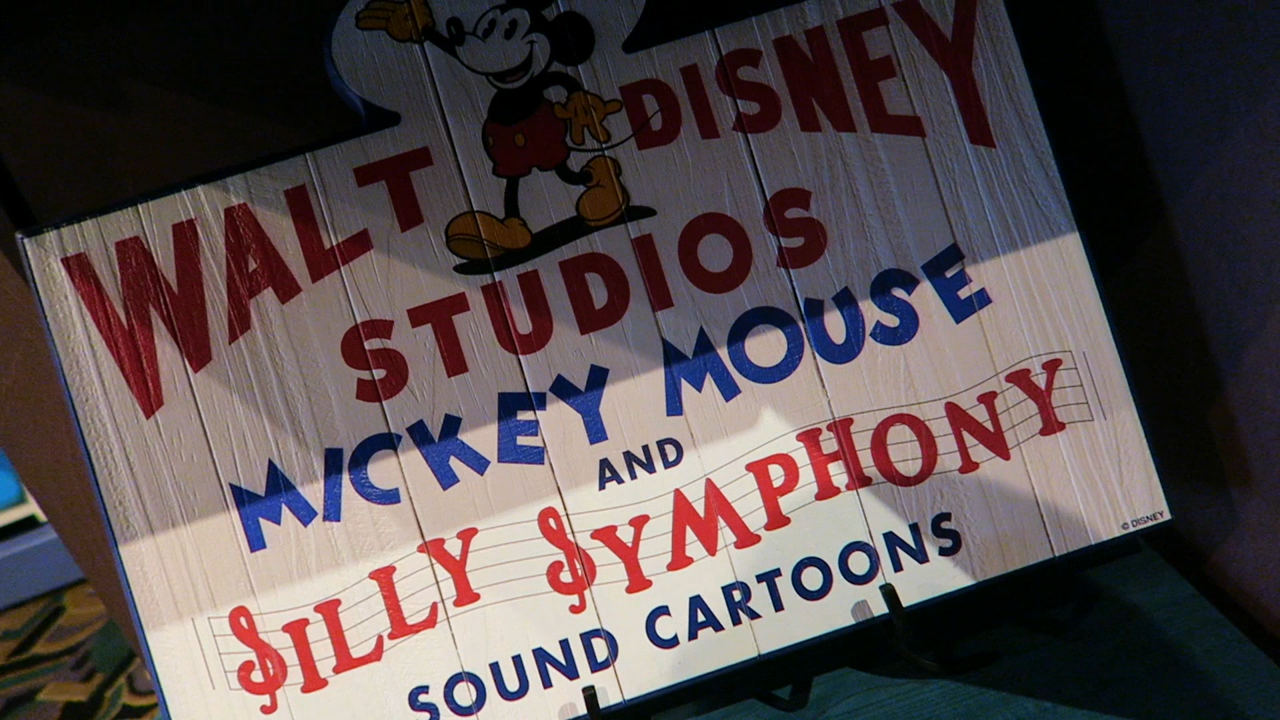 WALT DISNEY
STUDIOS
MICKEY MOUSE
AND
SILLY SYMPHONY
SOUND CARTOONS
© DISNEY